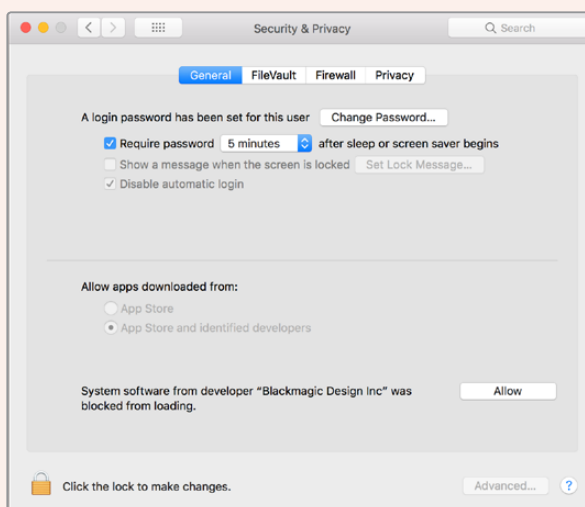 Security & Privacy
Search
General FileVault Firewall Privacy
A login password has been set for this user Change Password...
Require password 5 minutes after sleep or screen saver begins
Show a message when the screen is locked Set Lock Message...
Disable automatic login
Allow apps downloaded from:
App Store
App Store and identified developers
System software from developer “Blackmagic Design Inc” was
blocked from loading.
Allow
Click the lock to make changes.
Advanced... ?